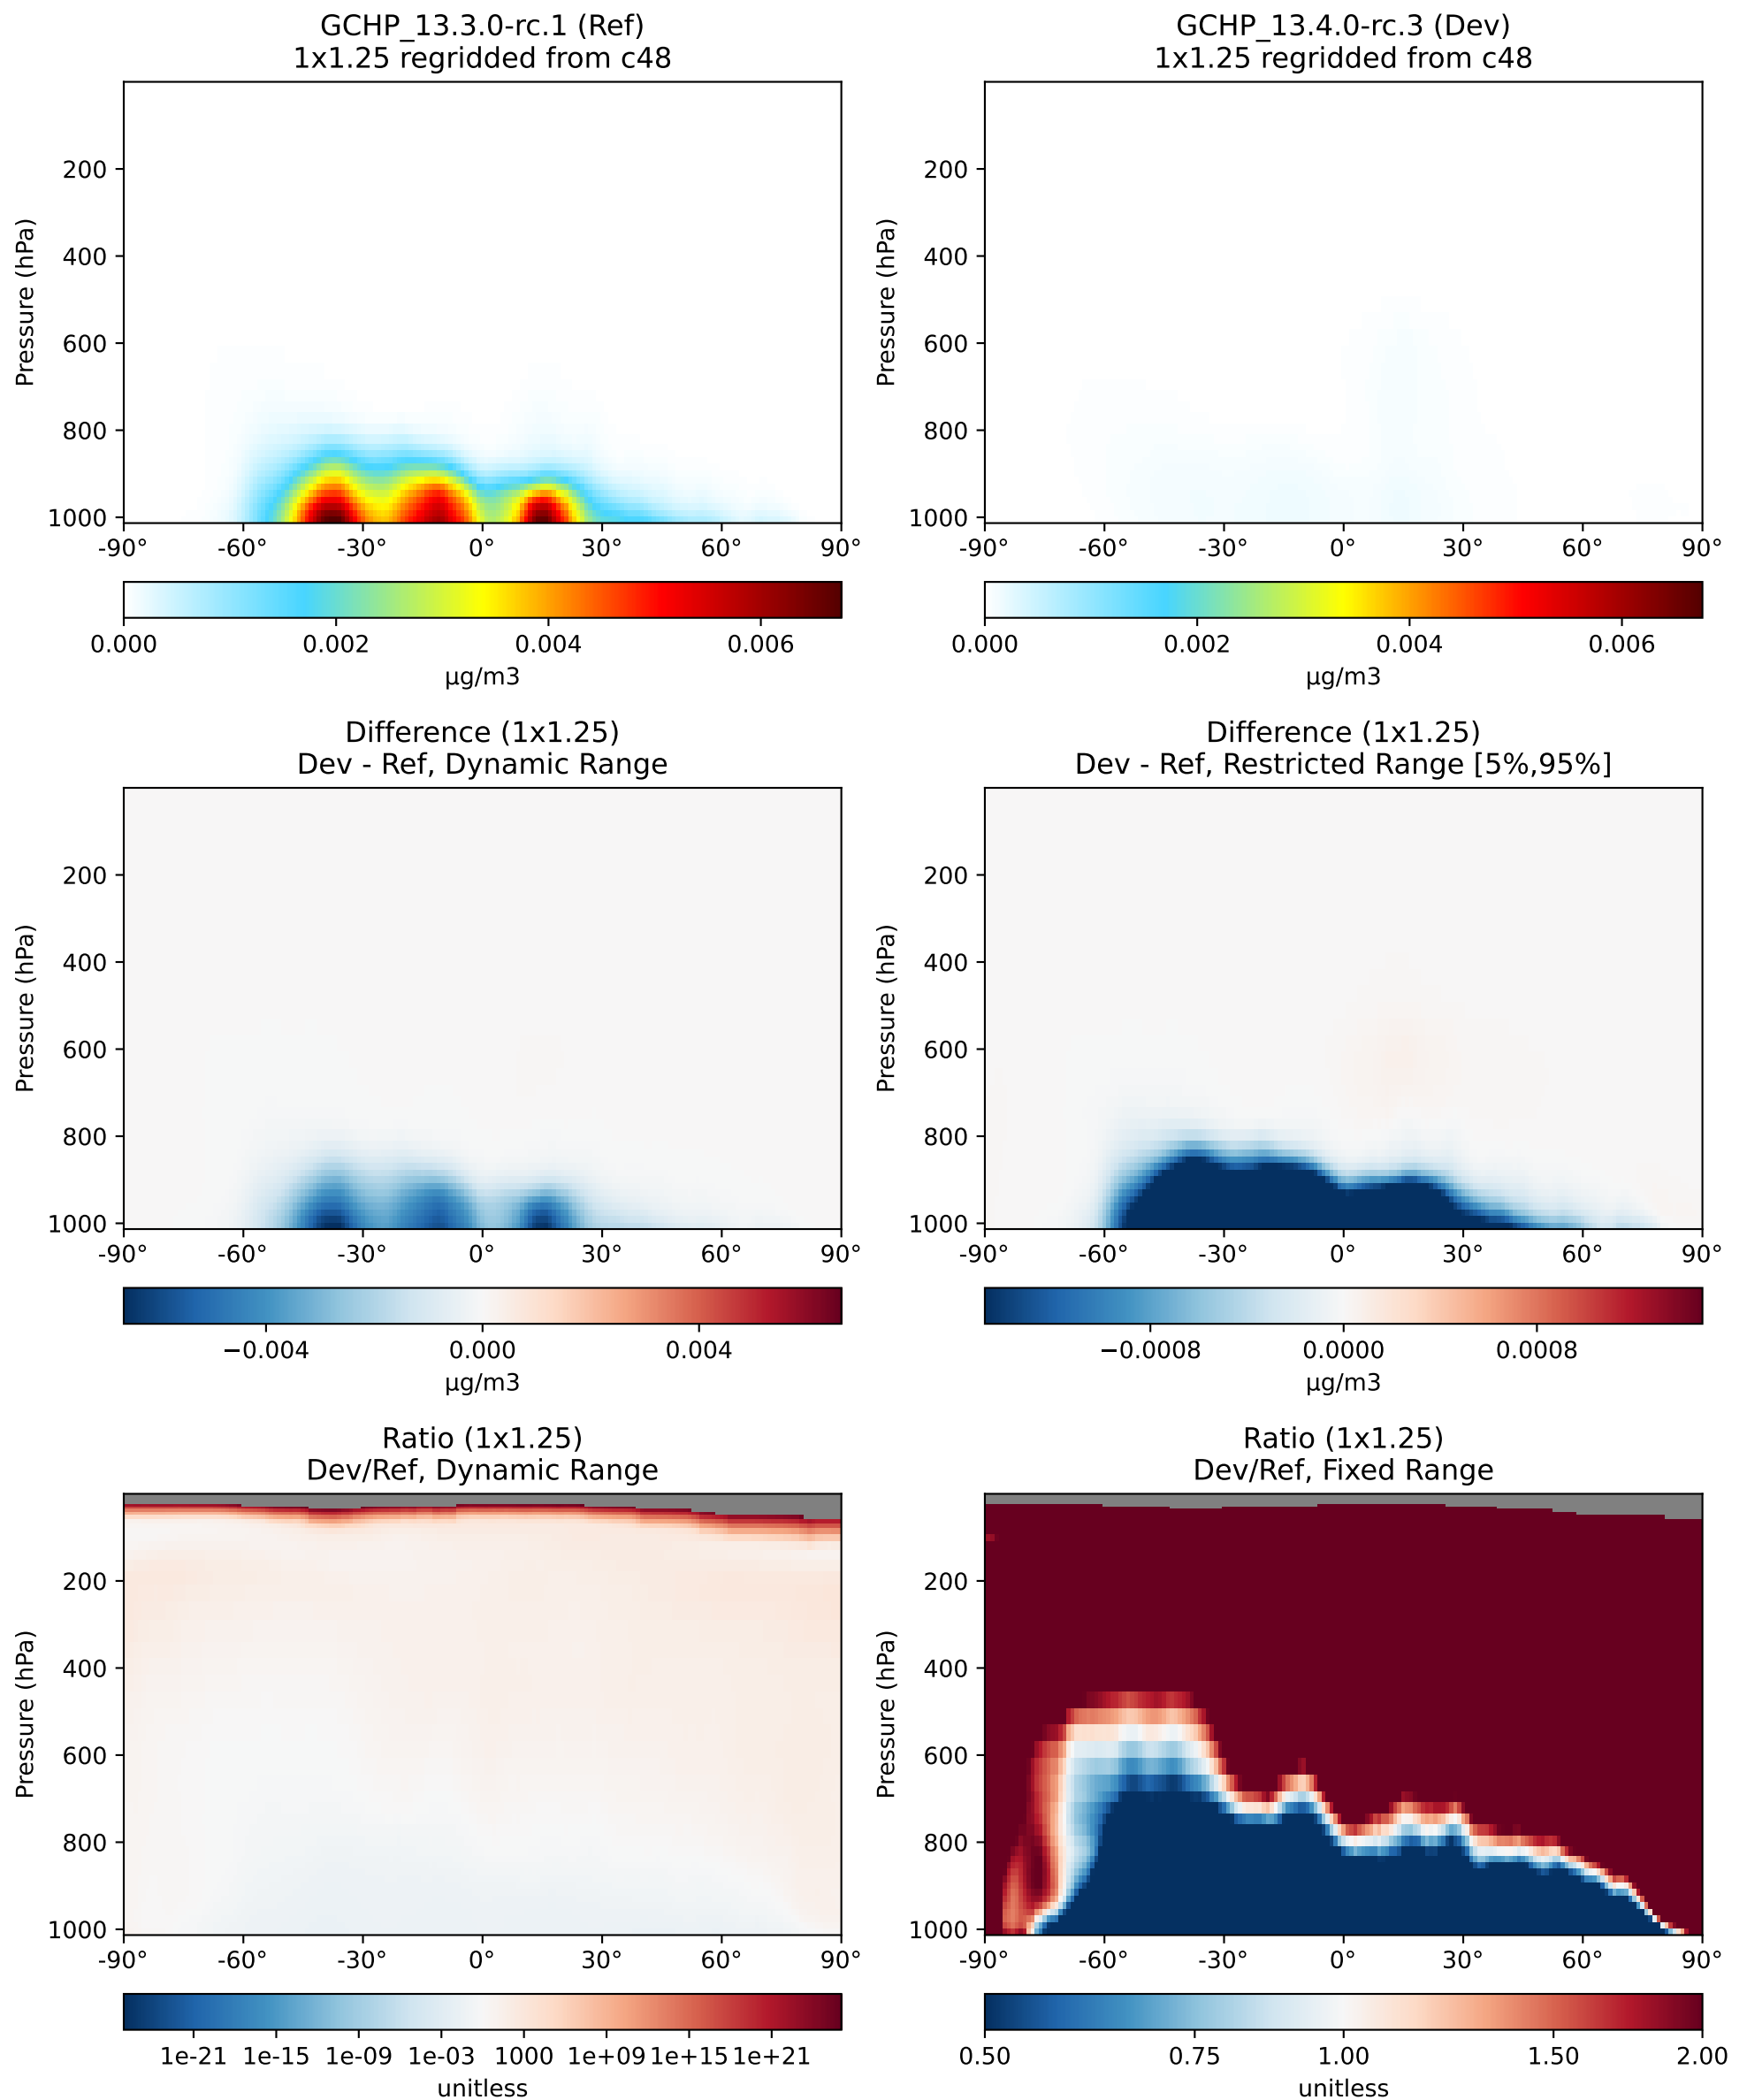 GCHP_13.3.0-rc.1 (Ref)
1x1.25 regridded from c48
Pressure (hPa)
200
400
600
800
1000
-90° -60° -30° 0° 30° 60° 90°
0.000 0.002 0.004 0.006
μg/m3
GCHP_13.4.0-rc.3 (Dev)
1x1.25 regridded from c48
Pressure (hPa)
200
400
600
800
1000
-90° -60° -30° 0° 30° 60° 90°
0.000 0.002 0.004 0.006
μg/m3
Difference (1x1.25)
Dev - Ref, Dynamic Range
Pressure (hPa)
200
400
600
800
1000
-90° -60° -30° 0° 30° 60° 90°
−0.004 0.000 0.004
μg/m3
Difference (1x1.25)
Dev - Ref, Restricted Range [5%,95%]
Pressure (hPa)
200
400
600
800
1000
-90° -60° -30° 0° 30° 60° 90°
−0.0008 0.0000 0.0008
μg/m3
Ratio (1x1.25)
Dev/Ref, Dynamic Range
Pressure (hPa)
200
400
600
800
1000
-90° -60° -30° 0° 30° 60° 90°
1e-21 1e-15 1e-09 1e-03 1000 1e+09 1e+15 1e+21
unitless
Ratio (1x1.25)
Dev/Ref, Fixed Range
Pressure (hPa)
200
400
600
800
1000
-90° -60° -30° 0° 30° 60° 90°
0.50 0.75 1.00 1.50 2.00
unitless